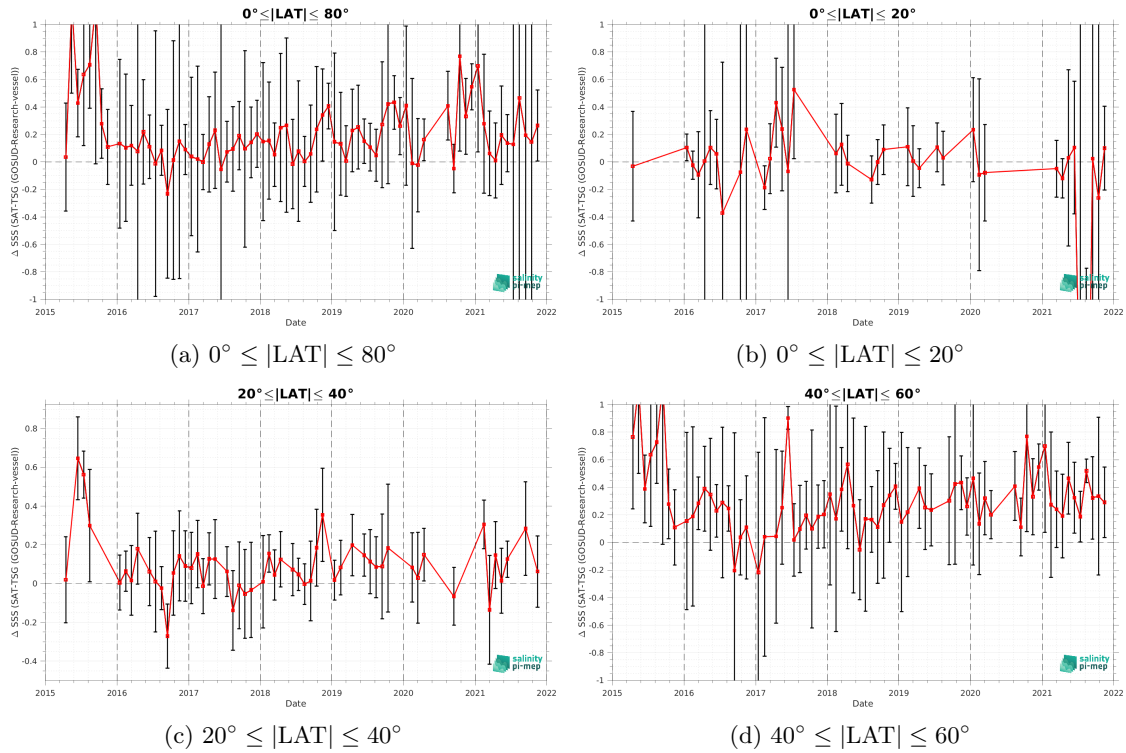 0°≤|LAT|≤ 80°
Δ SSS (SAT-TSG (GOSUD-Research-vessel))
1
0.8
0.6
0.4
0.2
0
-0.2
-0.4
-0.6
-0.8
-1
2015 2016 2017 2018 2019 2020 2021 2022
Date
salinity
pi-mep
(a) 0° ≤ |LAT| ≤ 80°
0°≤|LAT|≤ 20°
Δ SSS (SAT-TSG (GOSUD-Research-vessel))
1
0.8
0.6
0.4
0.2
0
-0.2
-0.4
-0.6
-0.8
-1
2015 2016 2017 2018 2019 2020 2021 2022
Date
salinity
pi-mep
(b) 0° ≤ |LAT| ≤ 20°
20°≤|LAT|≤ 40°
Δ SSS (SAT-TSG (GOSUD-Research-vessel))
0.8
0.6
0.4
0.2
0
-0.2
-0.4
2015 2016 2017 2018 2019 2020 2021 2022
Date
salinity
pi-mep
(c) 20° ≤ |LAT| ≤ 40°
40°≤|LAT|≤ 60°
Δ SSS (SAT-TSG (GOSUD-Research-vessel))
1
0.8
0.6
0.4
0.2
0
-0.2
-0.4
-0.6
-0.8
-1
2015 2016 2017 2018 2019 2020 2021 2022
Date
salinity
pi-mep
(d) 40° ≤ |LAT| ≤ 60°